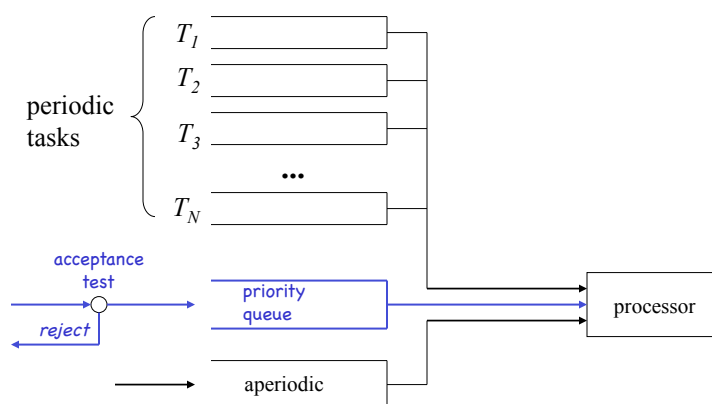 T1
T2
periodic
tasks
T3
...
TN
acceptance
test
priority
queue
reject
processor
aperiodic